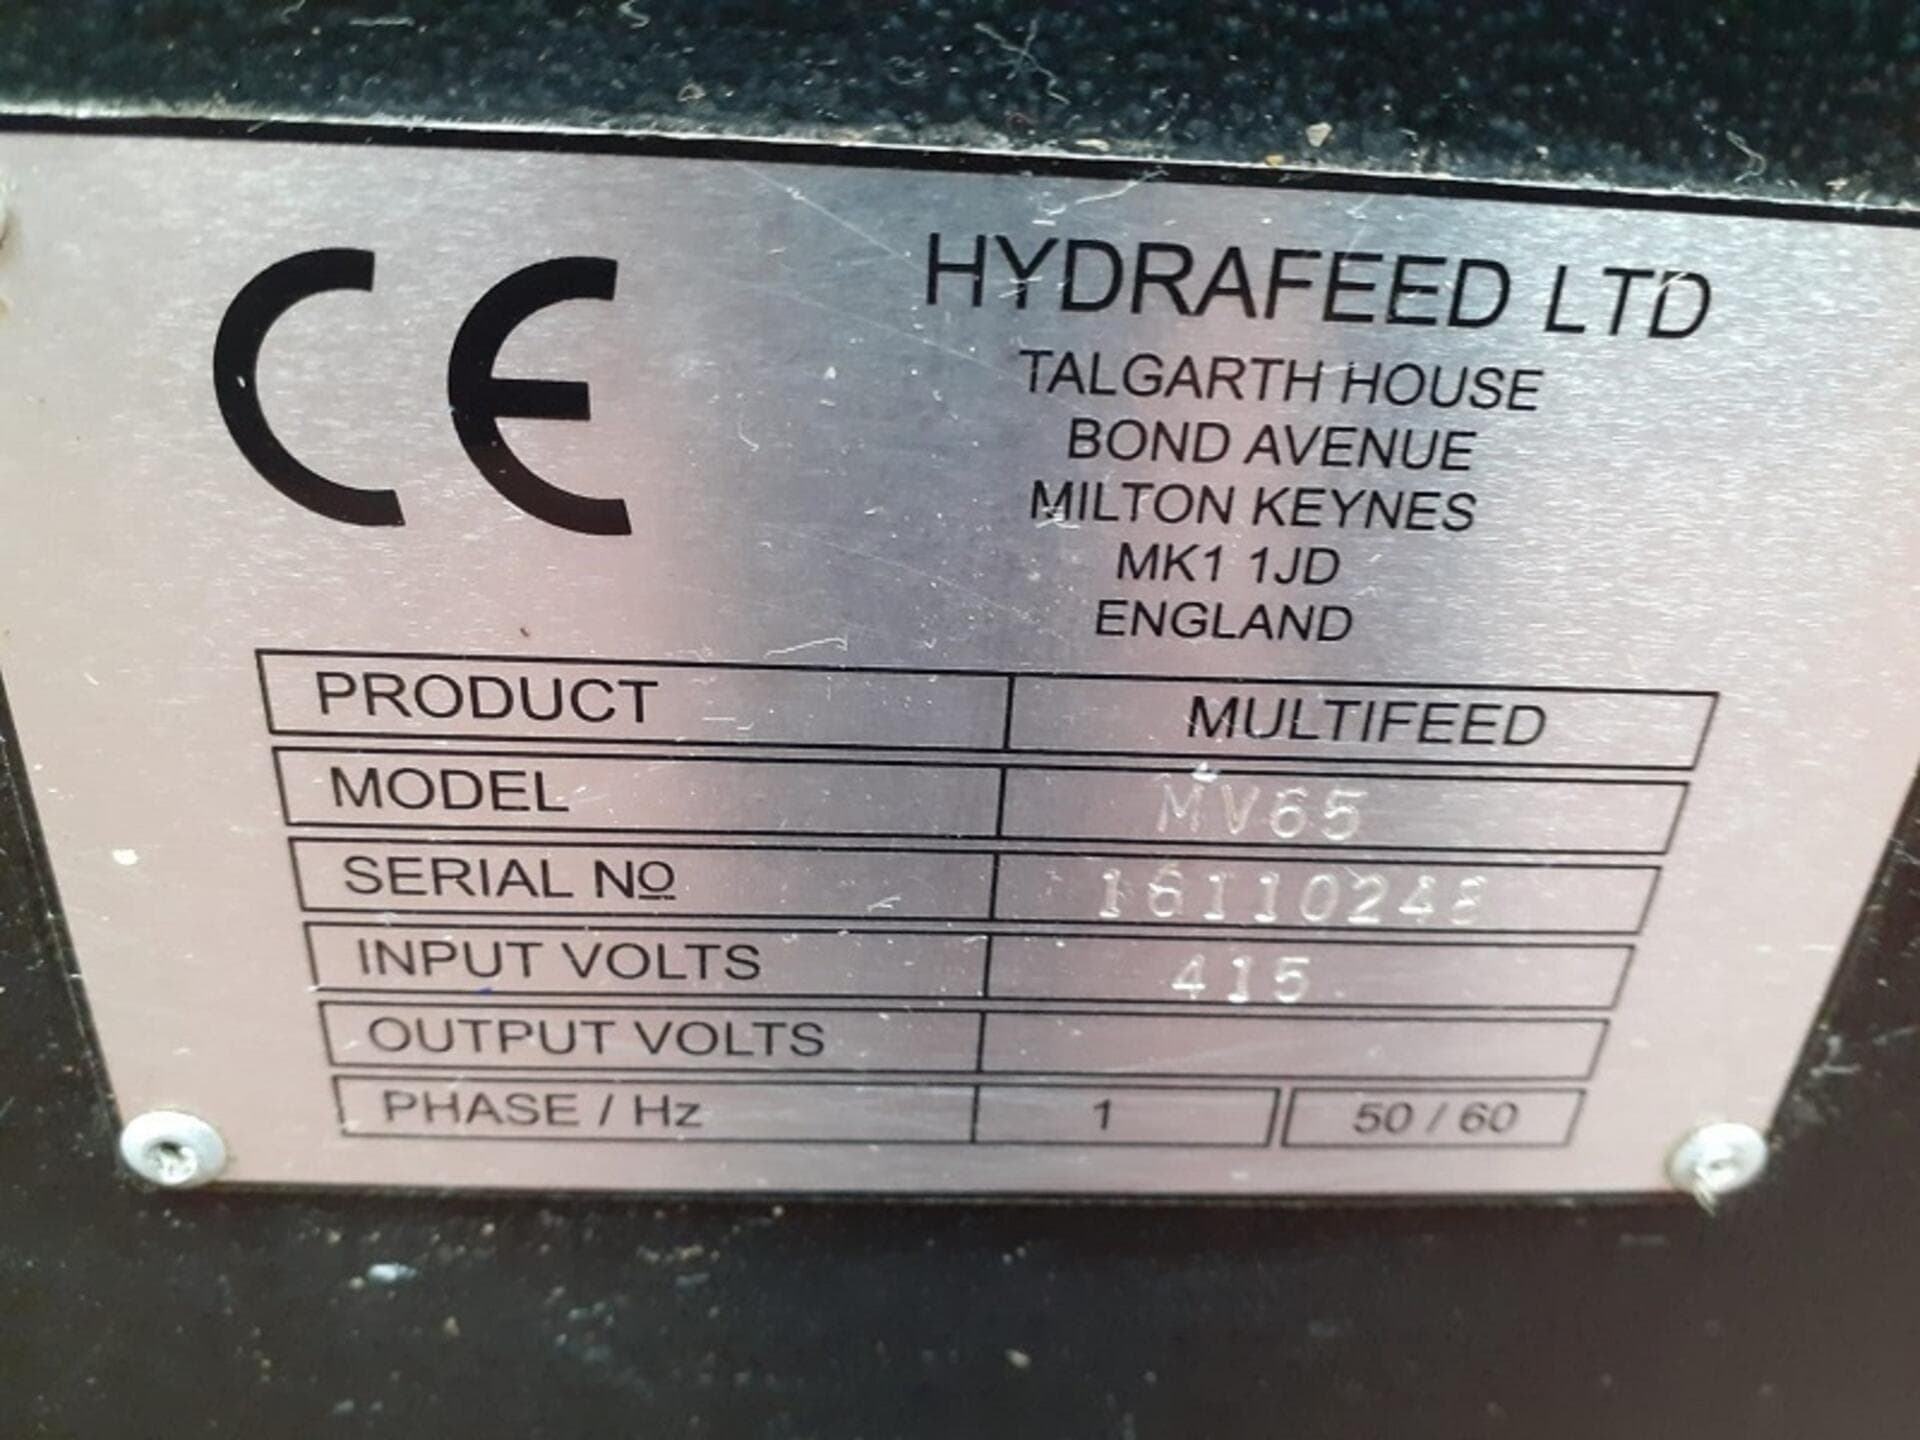 CE
HYDRAFEED LTD
TALGARTH HOUSE
BOND AVENUE
MILTON KEYNES
MK1 1JD
ENGLAND
PRODUCT MULTIFEED
MODEL MV65
SERIAL No 16110248
INPUT VOLTS 415
OUTPUT VOLTS
PHASE / Hz 1 50 / 60